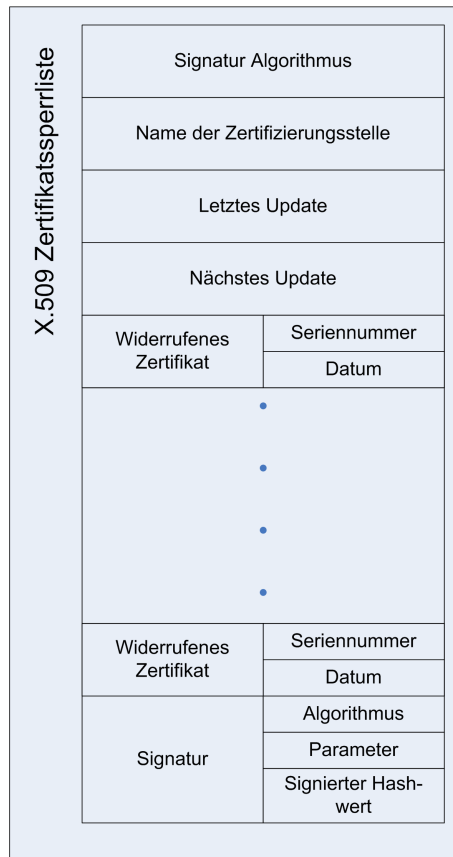 X.509 Zertifikatssperrliste
Signatur Algorithmus
Name der Zertifizierungsstelle
Letztes Update
Nächstes Update
Widerrufenes
Zertifikat
Seriennummer
Datum
Widerrufenes
Zertifikat
Seriennummer
Datum
Signatur
Algorithmus
Parameter
Signierter Hash-
wert